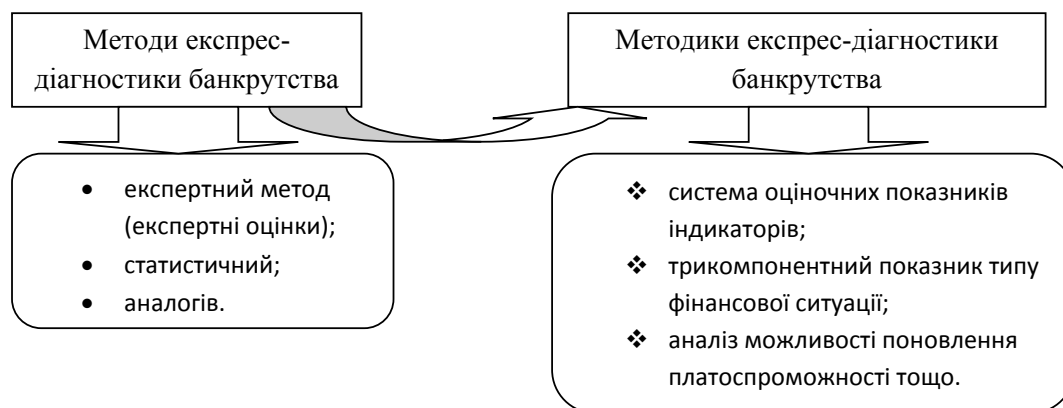 Методи експрес-
діагностики банкрутства
Методики експрес-діагностики
банкрутства
• експертний метод
(експертні оцінки);
• статистичний;
• аналогів.
❖ система оціночних показників
індикаторів;
❖ трикомпонентний показник типу
фінансової ситуації;
❖ аналіз можливості поновлення
платоспроможності тощо.